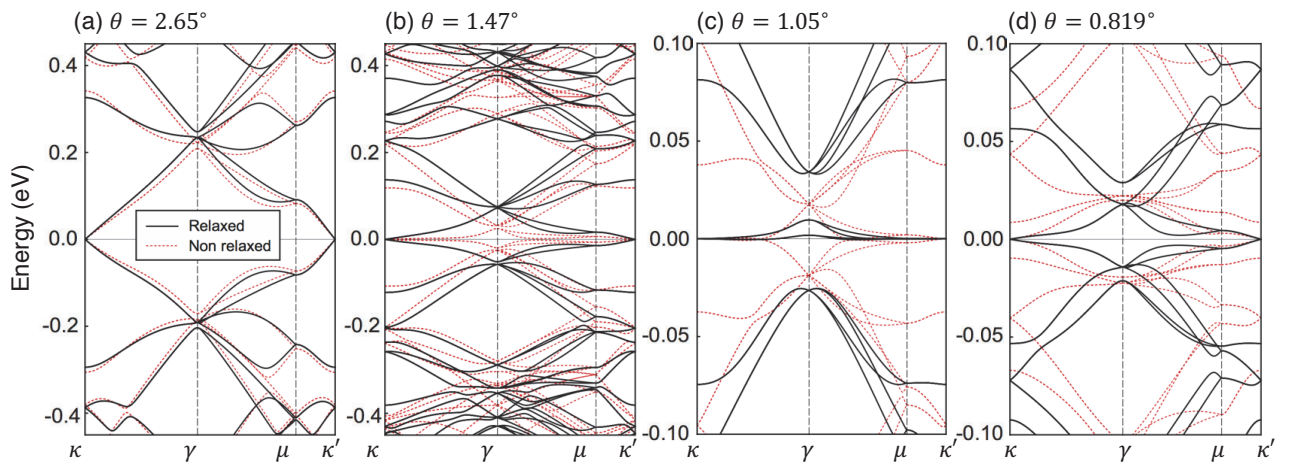 (a) θ = 2.65° (b) θ = 1.47° (c) θ = 1.05° (d) θ = 0.819°
Energy (eV)
0.4
0.2
0.0
-0.2
-0.4
Relaxed
Non relaxed
κ γ μ κ′
0.4
0.2
0.0
-0.2
-0.4
κ γ μ κ′
0.10
0.05
0.00
-0.05
-0.10
κ γ μ κ′
0.10
0.05
0.00
-0.05
-0.10
κ γ μ κ′